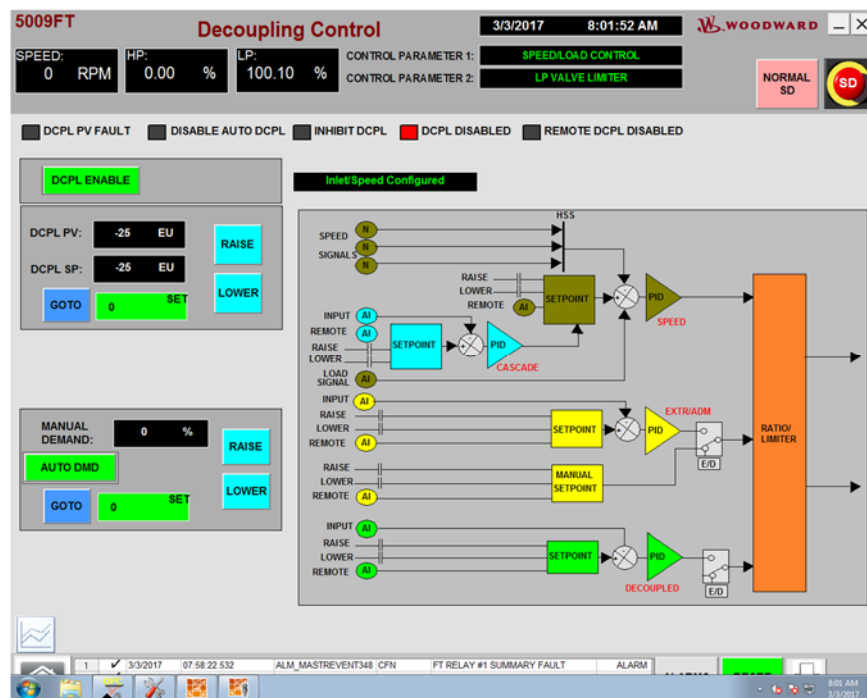 5009FT
Decoupling Control
3/3/2017 8:01:52 AM
WOODWARD
SPEED:
0 RPM
HP:
0.00 %
LP:
100.10 %
CONTROL PARAMETER 1: SPEED/LOAD CONTROL
CONTROL PARAMETER 2: LP VALVE LIMITER
NORMAL
SD
SD
DCPL PV FAULT DISABLE AUTO DCPL INHIBIT DCPL DCPL DISABLED REMOTE DCPL DISABLED
DCPL ENABLE
Inlet/Speed Configured
DCPL PV: -25 EU
RAISE
DCPL SP: -25 EU
LOWER
GOTO 0 SET
MANUAL
DEMAND: 0 %
RAISE
AUTO DMD
LOWER
GOTO 0 SET
HSS
SPEED N
N
SIGNALS N
RAISE
LOWER
REMOTE AI
SETPOINT
PID
SPEED
INPUT AI
REMOTE AI
RAISE
LOWER
SETPOINT
PID
CASCADE
LOAD
SIGNAL AI
INPUT AI
RAISE
LOWER
REMOTE AI
SETPOINT
PID
EXTR/ADM
E/D
RAISE
LOWER
REMOTE AI
MANUAL
SETPOINT
INPUT AI
RAISE
LOWER
REMOTE AI
SETPOINT
PID
DECOUPLED
E/D
RATIO/
LIMITER
1 3/3/2017 07:58:22.532 ALM_MASTREVENT348 CFN FT RELAY #1 SUMMARY FAULT ALARM
8:01 AM
3/3/2017